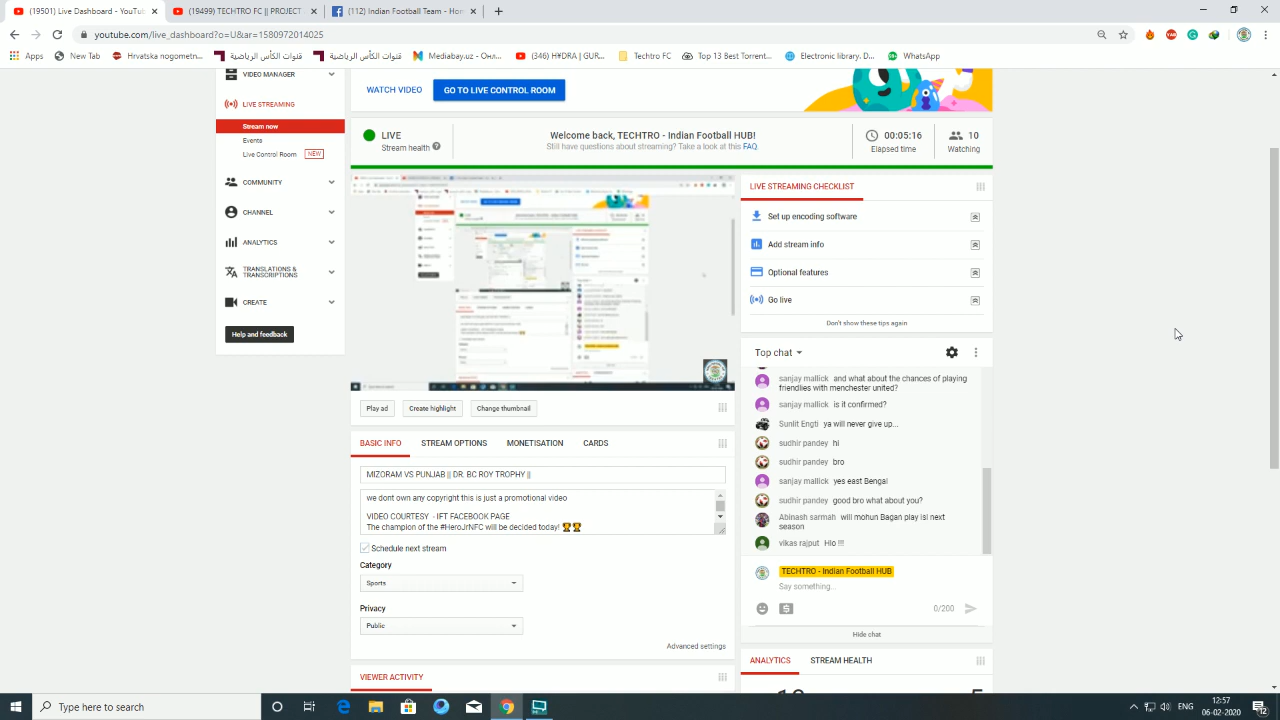 (19501) Live Dashboard - YouTub
(19499) TECHTRO FC || PROJECT
(112) Indian Football Team - Hom
youtube.com/live_dashboard?o=U&ar=1580972014025
Apps
New Tab
Hrvatska nogometn
قنوات الكأس الرياضية
قنوات الكأس الرياضية
Mediabay.uz - Онл...
Techtro FC
Top 13 Best Torrent...
Electronic library. D...
WhatsApp
VIDEO MANAGER
LIVE STREAMING
Stream now
Events
Live Control Room NEW
COMMUNITY
CHANNEL
ANALYTICS
TRANSLATIONS &
TRANSCRIPTIONS
CREATE
Help and feedback
WATCH VIDEO
GO TO LIVE CONTROL ROOM
LIVE
Stream health
Welcome back, TECHTRO - Indian Football HUB!
Still have questions about streaming? Take a look at this FAQ.
00:05:16
Elapsed time
10
Watching
Play ad
Create highlight
Change thumbnail
BASIC INFO
STREAM OPTIONS
MONETISATION
CARDS
MIZORAM VS PUNJAB || DR. BC ROY TROPHY ||
we dont own any copyright this is just a promotional video
VIDEO COURTESY - IFT FACEBOOK PAGE
The champion of the #HeroJrNFC will be decided today! 🏆🏆
Schedule next stream
Category
Sports
Privacy
Public
Advanced settings
VIEWER ACTIVITY
LIVE STREAMING CHECKLIST
Set up encoding software
Add stream info
Optional features
Go live
Don't show these tips again
Top chat
sanjay mallick and what about the chances of playing
friendlies with menchester united?
sanjay mallick is it confirmed?
Sunlit Engti ya will never give up...
sudhir pandey hi
sudhir pandey bro
sanjay mallick yes east Bengal
sudhir pandey good bro what about you?
Abinash sarmah will mohun Bagan play isl next
season
vikas rajput Hlo !!!
TECHTRO - Indian Football HUB
Say something...
0/200
Hide chat
ANALYTICS
STREAM HEALTH
Type here to search
ENG
12:57
06-02-2020